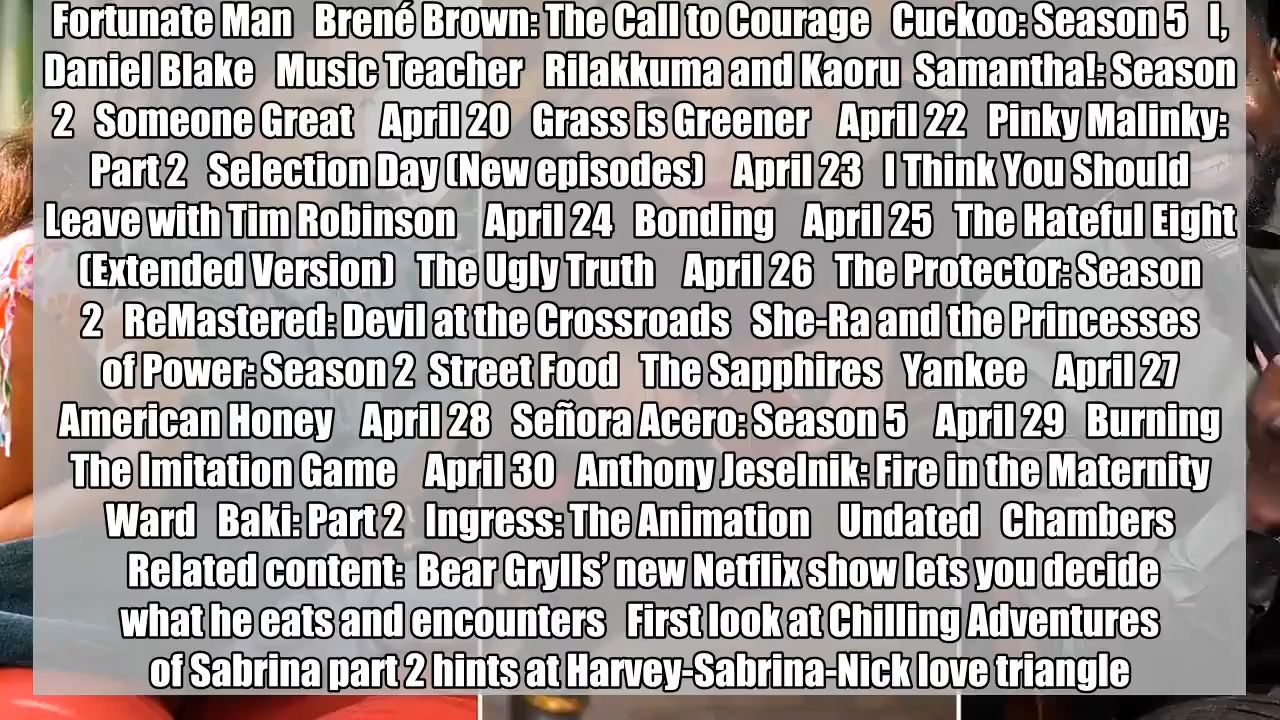 Fortunate Man Brené Brown: The Call to Courage Cuckoo: Season 5 I,
Daniel Blake Music Teacher Rilakkuma and Kaoru Samantha!: Season
2 Someone Great April 20 Grass is Greener April 22 Pinky Malinky:
Part 2 Selection Day (New episodes) April 23 I Think You Should
Leave with Tim Robinson April 24 Bonding April 25 The Hateful Eight
(Extended Version) The Ugly Truth April 26 The Protector: Season
2 ReMastered: Devil at the Crossroads She-Ra and the Princesses
of Power: Season 2 Street Food The Sapphires Yankee April 27
American Honey April 28 Señora Acero: Season 5 April 29 Burning
The Imitation Game April 30 Anthony Jeselnik: Fire in the Maternity
Ward Baki: Part 2 Ingress: The Animation Undated Chambers
Related content: Bear Grylls’ new Netflix show lets you decide
what he eats and encounters First look at Chilling Adventures
of Sabrina part 2 hints at Harvey-Sabrina-Nick love triangle